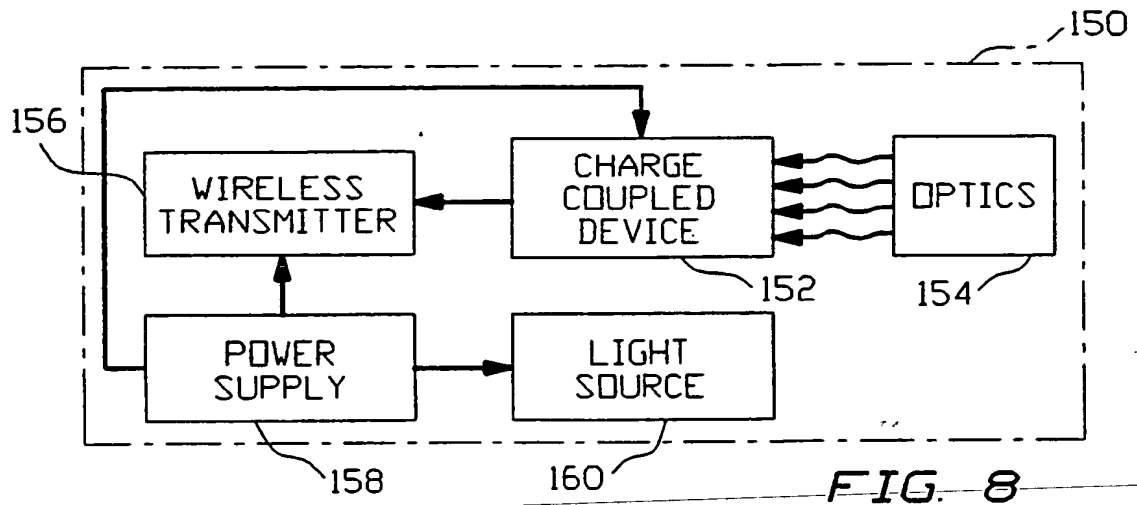 150
156
WIRELESS
TRANSMITTER
CHARGE
COUPLED
DEVICE
OPTICS
152
154
POWER
SUPPLY
LIGHT
SOURCE
158
160
FIG. 8